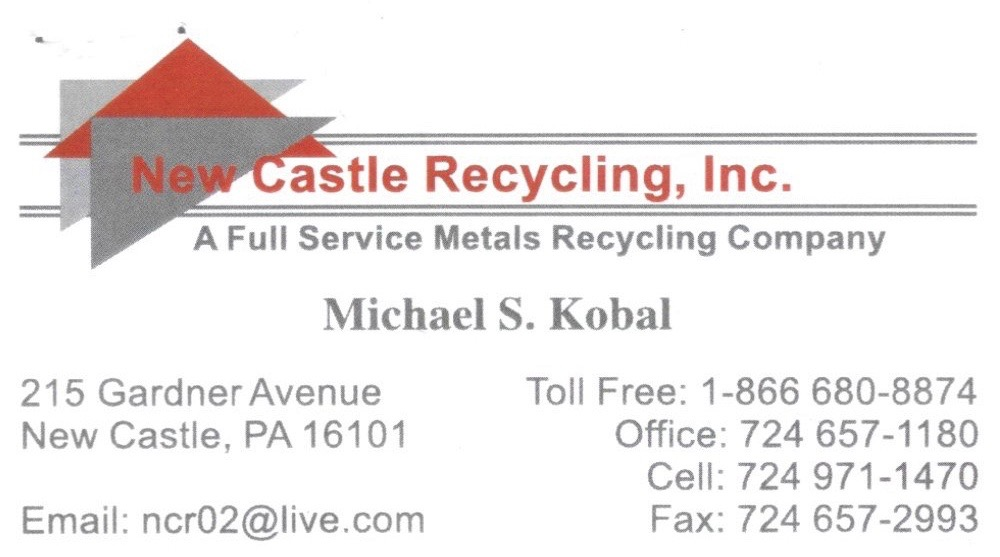 New Castle Recycling, Inc.
A Full Service Metals Recycling Company
Michael S. Kobal
215 Gardner Avenue
New Castle, PA 16101
Email: ncr02@live.com
Toll Free: 1-866 680-8874
Office: 724 657-1180
Cell: 724 971-1470
Fax: 724 657-2993